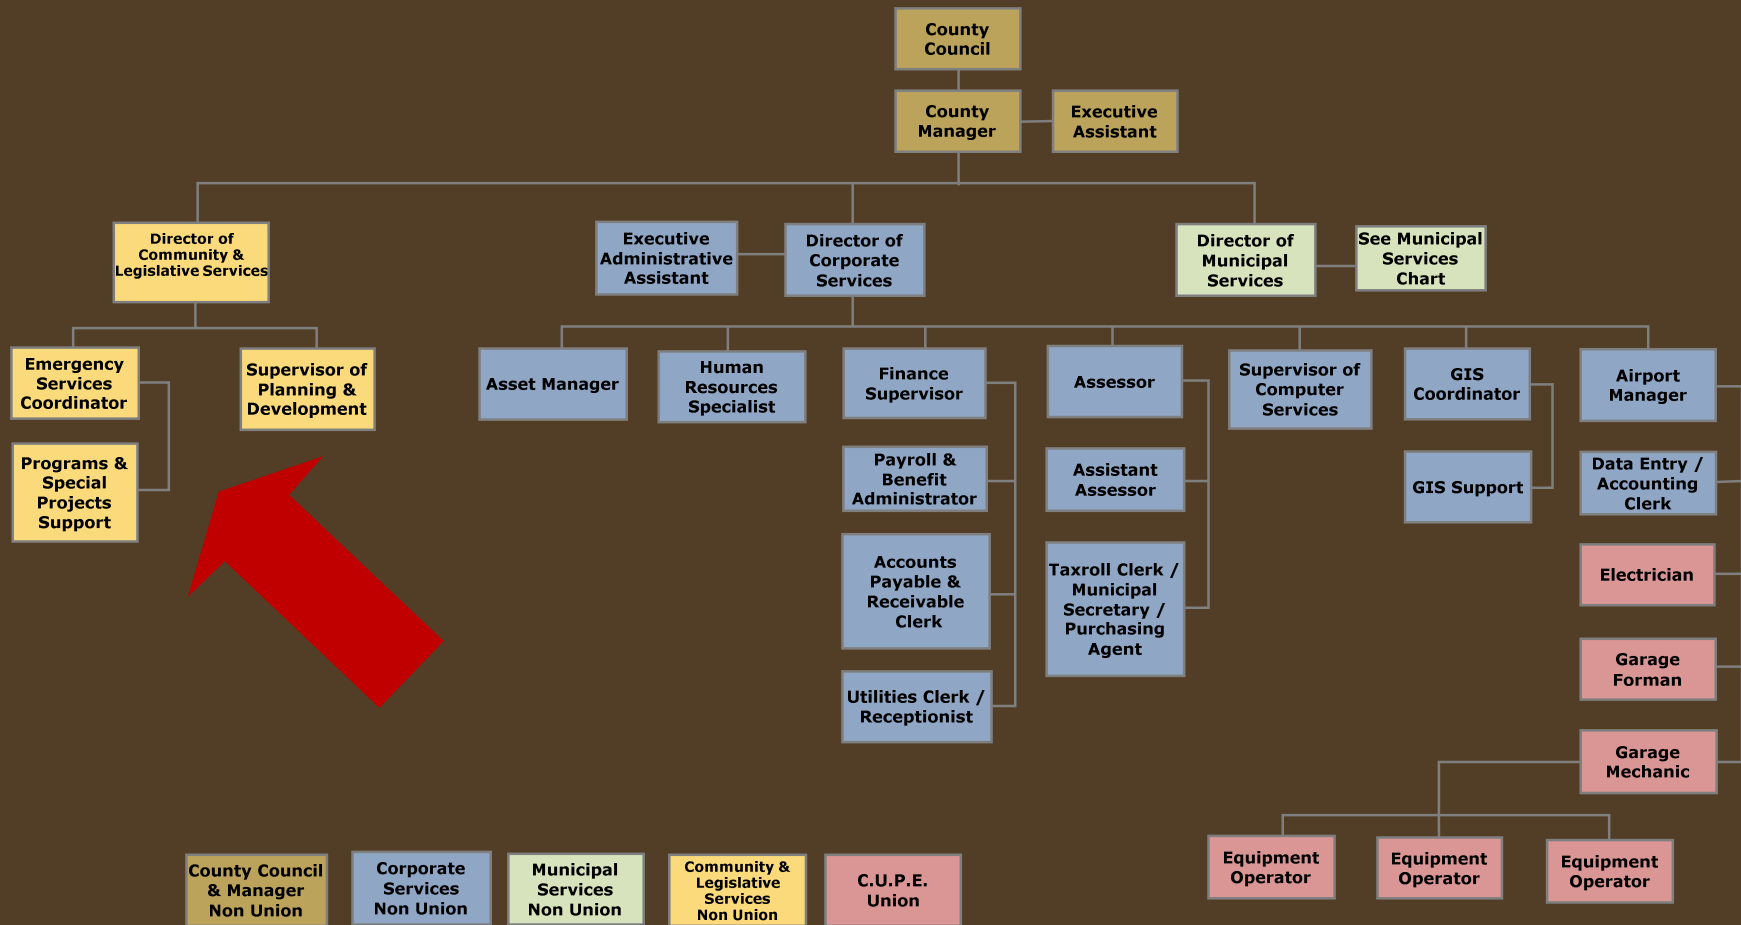 County
Council
County
Manager
Executive
Assistant
Director of
Community &
Legislative Services
Executive
Administrative
Assistant
Director of
Corporate
Services
Director of
Municipal
Services
See Municipal
Services
Chart
Emergency
Services
Coordinator
Supervisor of
Planning &
Development
Asset Manager
Human
Resources
Specialist
Finance
Supervisor
Assessor
Supervisor of
Computer
Services
GIS
Coordinator
Airport
Manager
Programs &
Special
Projects
Support
Payroll &
Benefit
Administrator
Assistant
Assessor
GIS Support
Data Entry /
Accounting
Clerk
Accounts
Payable &
Receivable
Clerk
Taxroll Clerk /
Municipal
Secretary /
Purchasing
Agent
Electrician
Garage
Forman
Utilities Clerk /
Receptionist
Garage
Mechanic
Equipment
Operator
Equipment
Operator
Equipment
Operator
County Council
& Manager
Non Union
Corporate
Services
Non Union
Municipal
Services
Non Union
Community &
Legislative
Services
Non Union
C.U.P.E.
Union